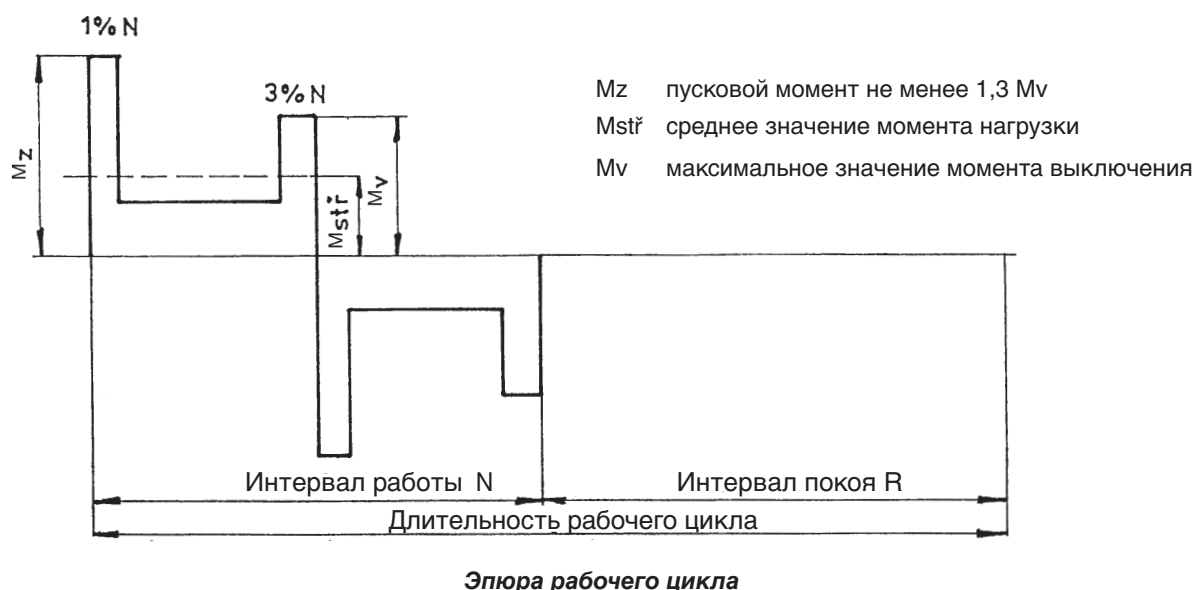 1% N
3% N
Mz пусковой момент не менее 1,3 Mv
Mstř среднее значение момента нагрузки
Mv максимальное значение момента выключения
Mz
Mstř
Mv
Интервал работы N
Интервал покоя R
Длительность рабочего цикла
Эпюра рабочего цикла